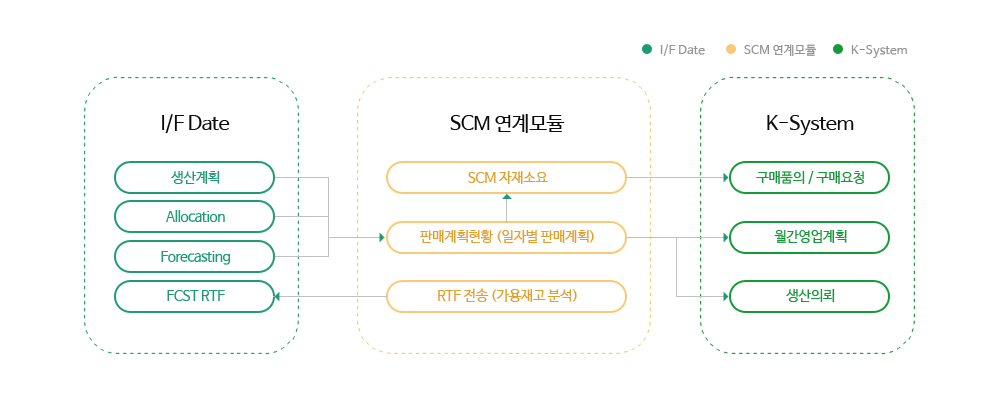 I/F Date
SCM 연계모듈
K-System
I/F Date
생산계획
Allocation
Forecasting
FCST RTF
SCM 연계모듈
SCM 자재소요
판매계획현황 (일자별 판매계획)
RTF 전송 (가용재고 분석)
K-System
구매품의 / 구매요청
월간영업계획
생산의뢰